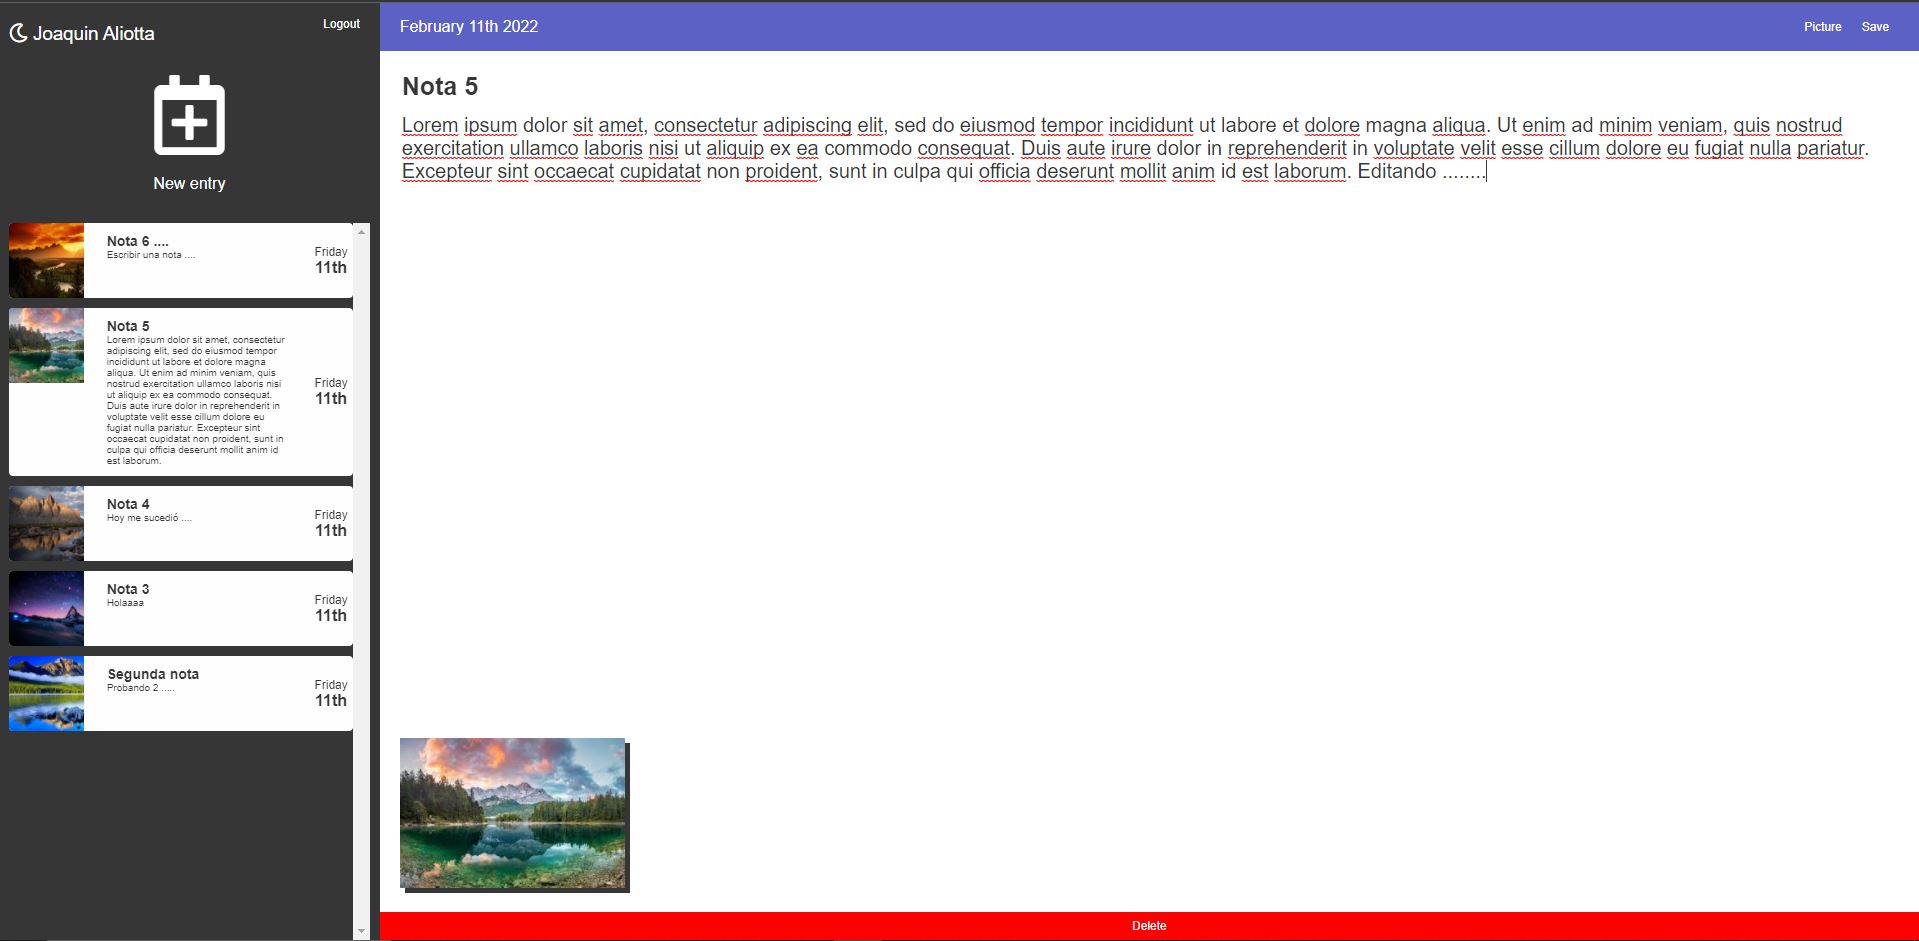 Joaquin Aliotta
Logout
New entry
Nota 6 ....
Escribir una nota ....
Friday
11th
Nota 5
Lorem ipsum dolor sit amet, consectetur
adipiscing elit, sed do eiusmod tempor
incididunt ut labore et dolore magna
aliqua. Ut enim ad minim veniam, quis
nostrud exercitation ullamco laboris nisi
ut aliquip ex ea commodo consequat.
Duis aute irure dolor in reprehenderit in
voluptate velit esse cillum dolore eu
fugiat nulla pariatur. Excepteur sint
occaecat cupidatat non proident, sunt in
culpa qui officia deserunt mollit anim id
est laborum.
Friday
11th
Nota 4
Hoy me sucedió ....
Friday
11th
Nota 3
Holaaaa
Friday
11th
Segunda nota
Probando 2 .....
Friday
11th
February 11th 2022
Picture
Save
Nota 5
Lorem ipsum dolor sit amet, consectetur adipiscing elit, sed do eiusmod tempor incididunt ut labore et dolore magna aliqua. Ut enim ad minim veniam, quis nostrud
exercitation ullamco laboris nisi ut aliquip ex ea commodo consequat. Duis aute irure dolor in reprehenderit in voluptate velit esse cillum dolore eu fugiat nulla pariatur.
Excepteur sint occaecat cupidatat non proident, sunt in culpa qui officia deserunt mollit anim id est laborum. Editando ........
Delete